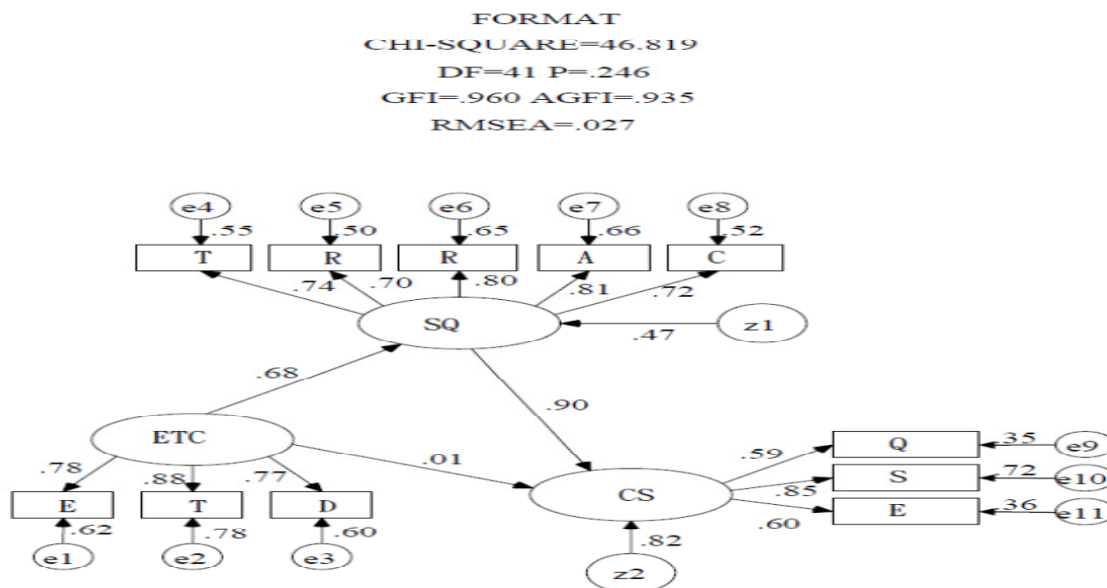 FORMAT
CHI-SQUARE=46.819
DF=41 P=.246
GFI=.960 AGFI=.935
RMSEA=.027
e4 e5 e6 e7 e8
.55 .50 .65 .66 .52
T R R A C
.74 .70 .80 .81 .72
SQ .47 z1
.68
.90
ETC
.01
.78 .88 .77
E T D
.62 .78 .60
e1 e2 e3
CS
.59 Q .35 e9
.85 S .72 e10
.60 E .36 e11
.82
z2